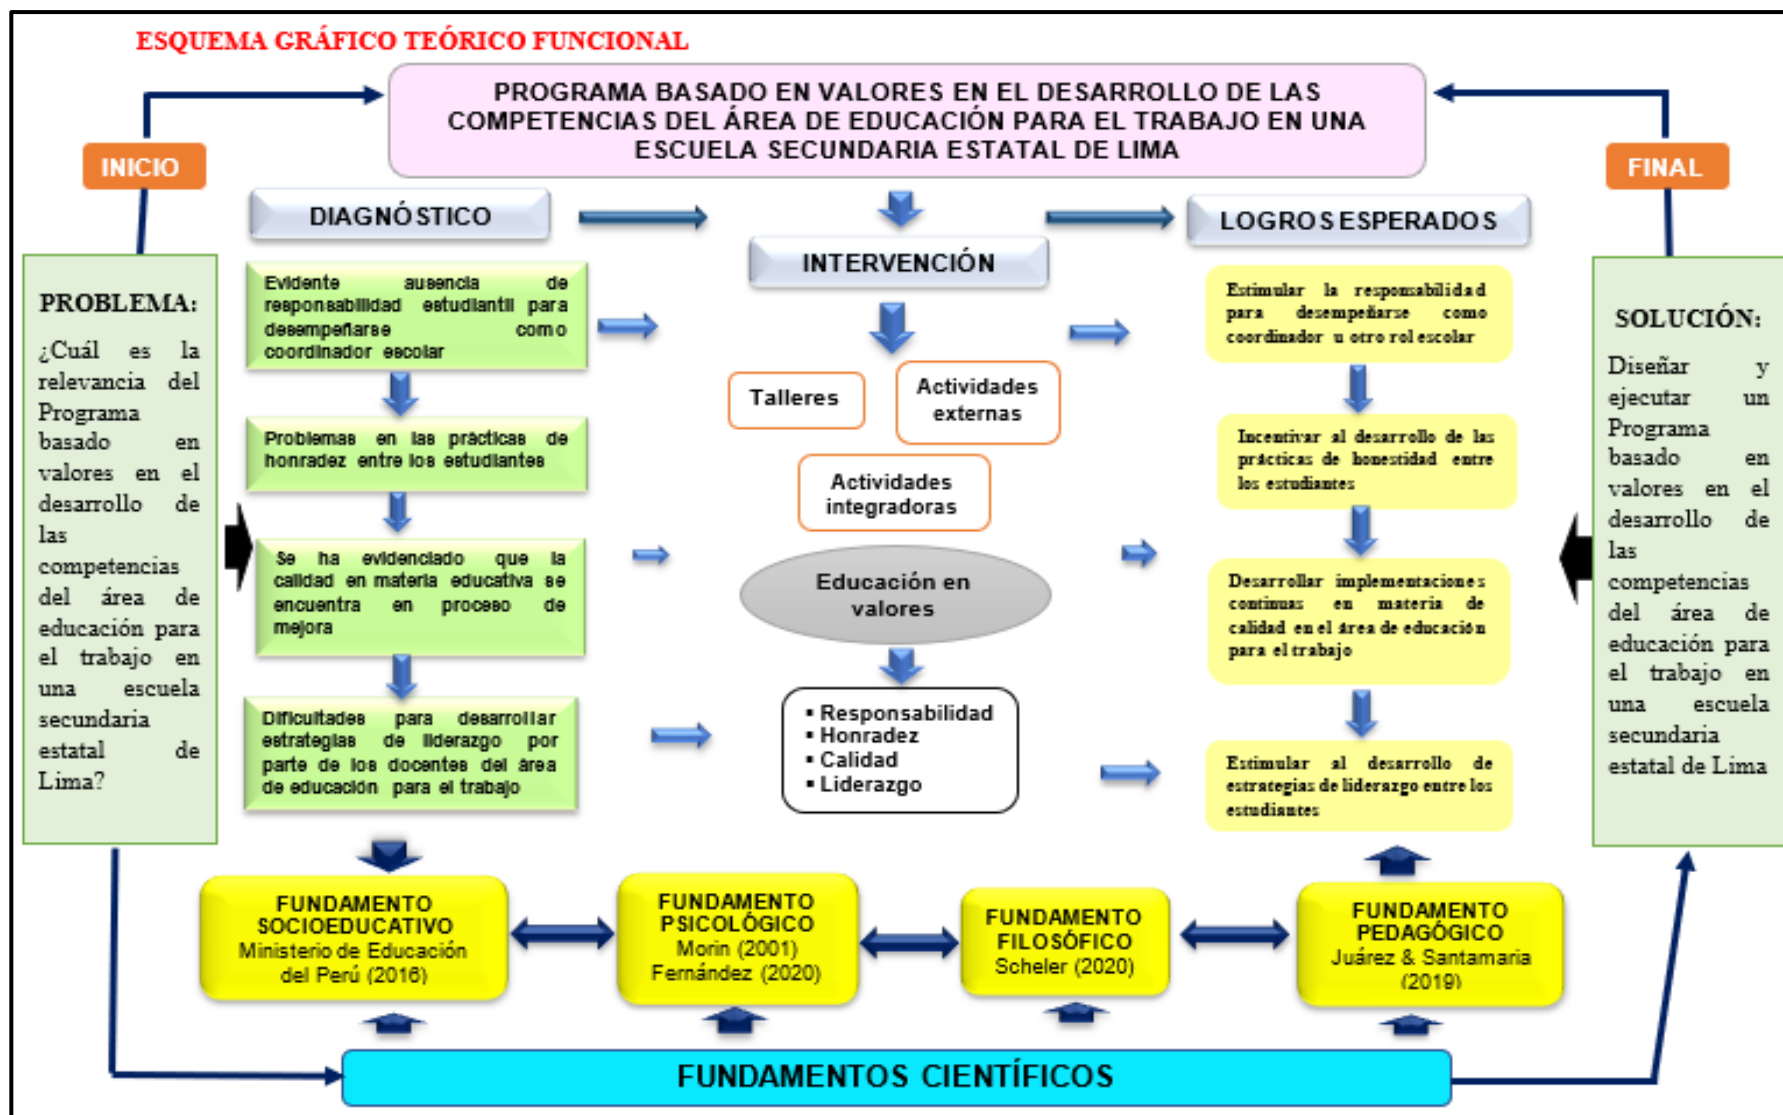 ESQUEMA GRÁFICO TEÓRICO FUNCIONAL
PROGRAMA BASADO EN VALORES EN EL DESARROLLO DE LAS
COMPETENCIAS DEL ÁREA DE EDUCACIÓN PARA EL TRABAJO EN UNA
ESCUELA SECUNDARIA ESTATAL DE LIMA
INICIO
FINAL
PROBLEMA:
¿Cuál es la
relevancia del
Programa
basado en
valores en el
desarrollo de
las
competencias
del área de
educación para
el trabajo en
una escuela
secundaria
estatal de
Lima?
DIAGNÓSTICO
Evidente ausencia de
responsabilidad estudiantil para
desempeñarse como
coordinador escolar
Problemas en las prácticas de
honradez entre los estudiantes
Se ha evidenciado que la
calidad en materia educativa se
encuentra en proceso de
mejora
Dificultades para desarrollar
estrategias de liderazgo por
parte de los docentes del área
de educación para el trabajo
INTERVENCIÓN
Talleres
Actividades
externas
Actividades
integradoras
Educación en
valores
▪ Responsabilidad
▪ Honradez
▪ Calidad
▪ Liderazgo
LOGROS ESPERADOS
Estimular la responsabilidad
para desempeñarse como
coordinador u otro rol escolar
Incentivar al desarrollo de las
prácticas de honestidad entre
los estudiantes
Desarrollar implementaciones
continuas en materia de
calidad en el área de educación
para el trabajo
Estimular al desarrollo de
estrategias de liderazgo entre los
estudiantes
SOLUCIÓN:
Diseñar y
ejecutar un
Programa
basado en
valores en el
desarrollo de
las
competencias
del área de
educación para
el trabajo en
una escuela
secundaria
estatal de Lima
FUNDAMENTO
SOCIOEDUCATIVO
Ministerio de Educación
del Perú (2016)
FUNDAMENTO
PSICOLÓGICO
Morin (2001)
Fernández (2020)
FUNDAMENTO
FILOSÓFICO
Scheler (2020)
FUNDAMENTO
PEDAGÓGICO
Juárez & Santamaria
(2019)
FUNDAMENTOS CIENTÍFICOS